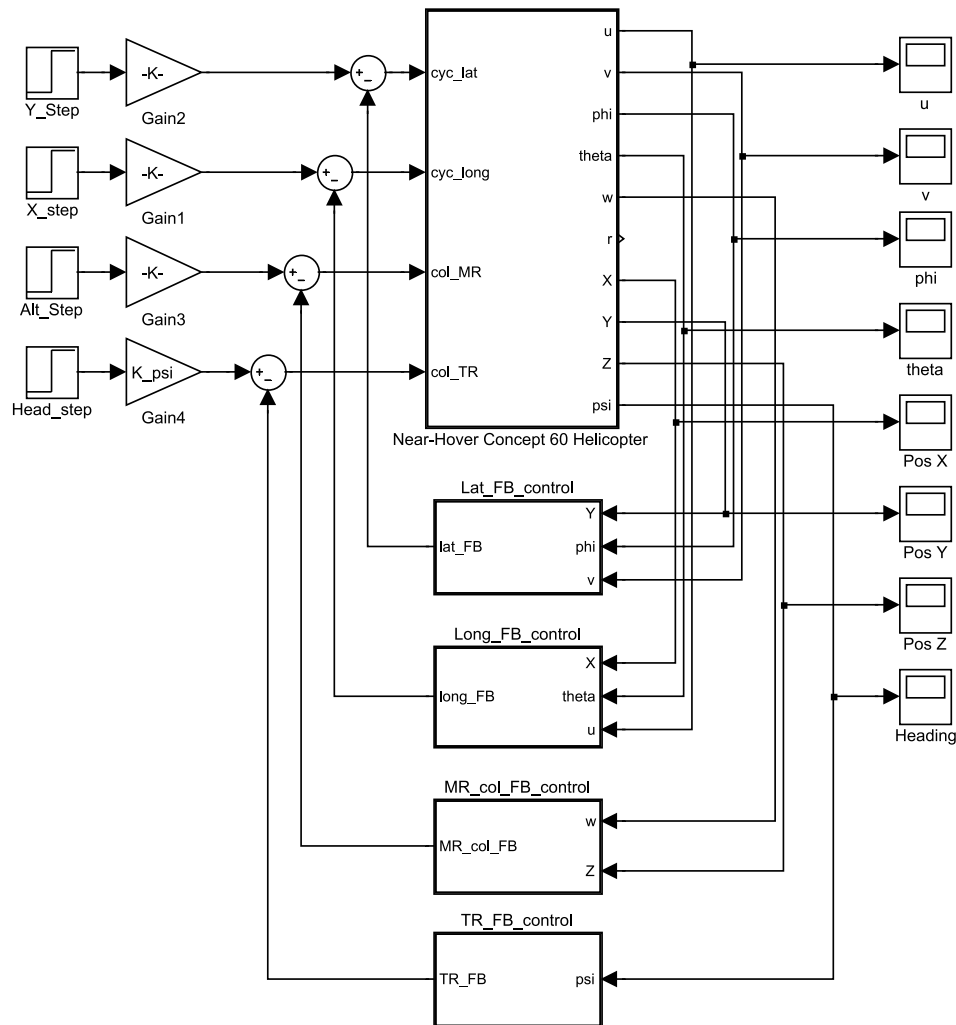 Y_Step
-K-
Gain2
+
−
X_step
-K-
Gain1
+
−
Alt_Step
-K-
Gain3
+
−
Head_step
K_psi
Gain4
+
−
cyc_lat
cyc_long
col_MR
col_TR
u
v
phi
theta
w
r
X
Y
Z
psi
Near-Hover Concept 60 Helicopter
u
v
phi
theta
Pos X
Pos Y
Pos Z
Heading
Lat_FB_control
lat_FB
Y
phi
v
Long_FB_control
long_FB
X
theta
u
MR_col_FB_control
MR_col_FB
w
Z
TR_FB_control
TR_FB
psi